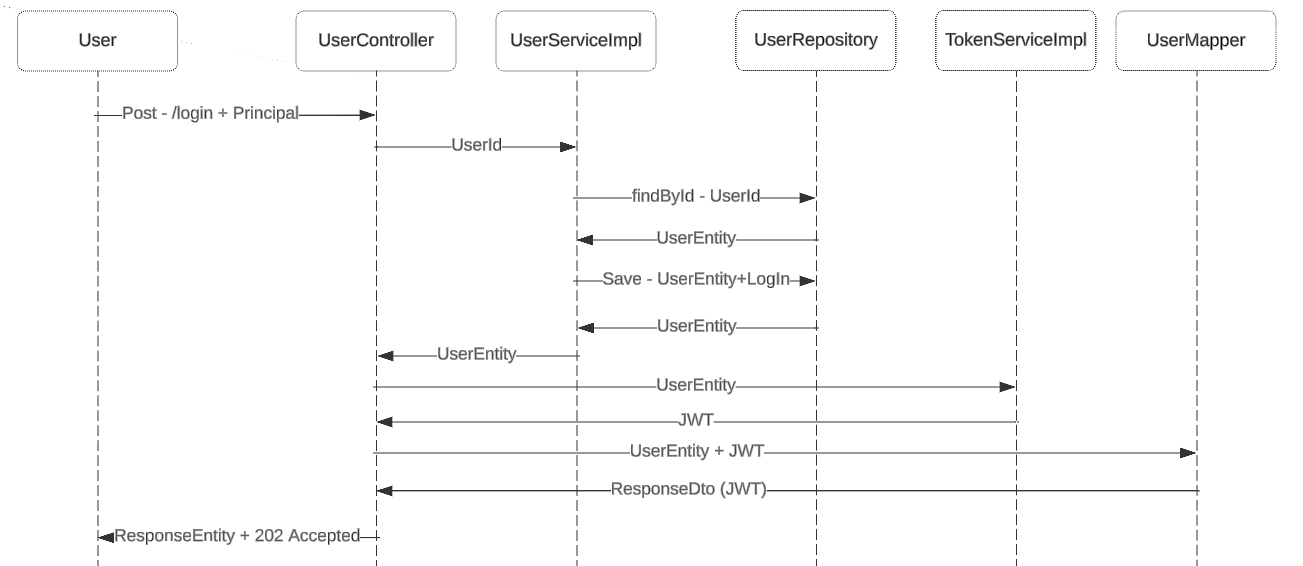 User
UserController
UserServiceImpl
UserRepository
TokenServiceImpl
UserMapper
Post - /login + Principal
UserId
findById - UserId
UserEntity
Save - UserEntity+LogIn
UserEntity
UserEntity
UserEntity
JWT
UserEntity + JWT
ResponseDto (JWT)
ResponseEntity + 202 Accepted